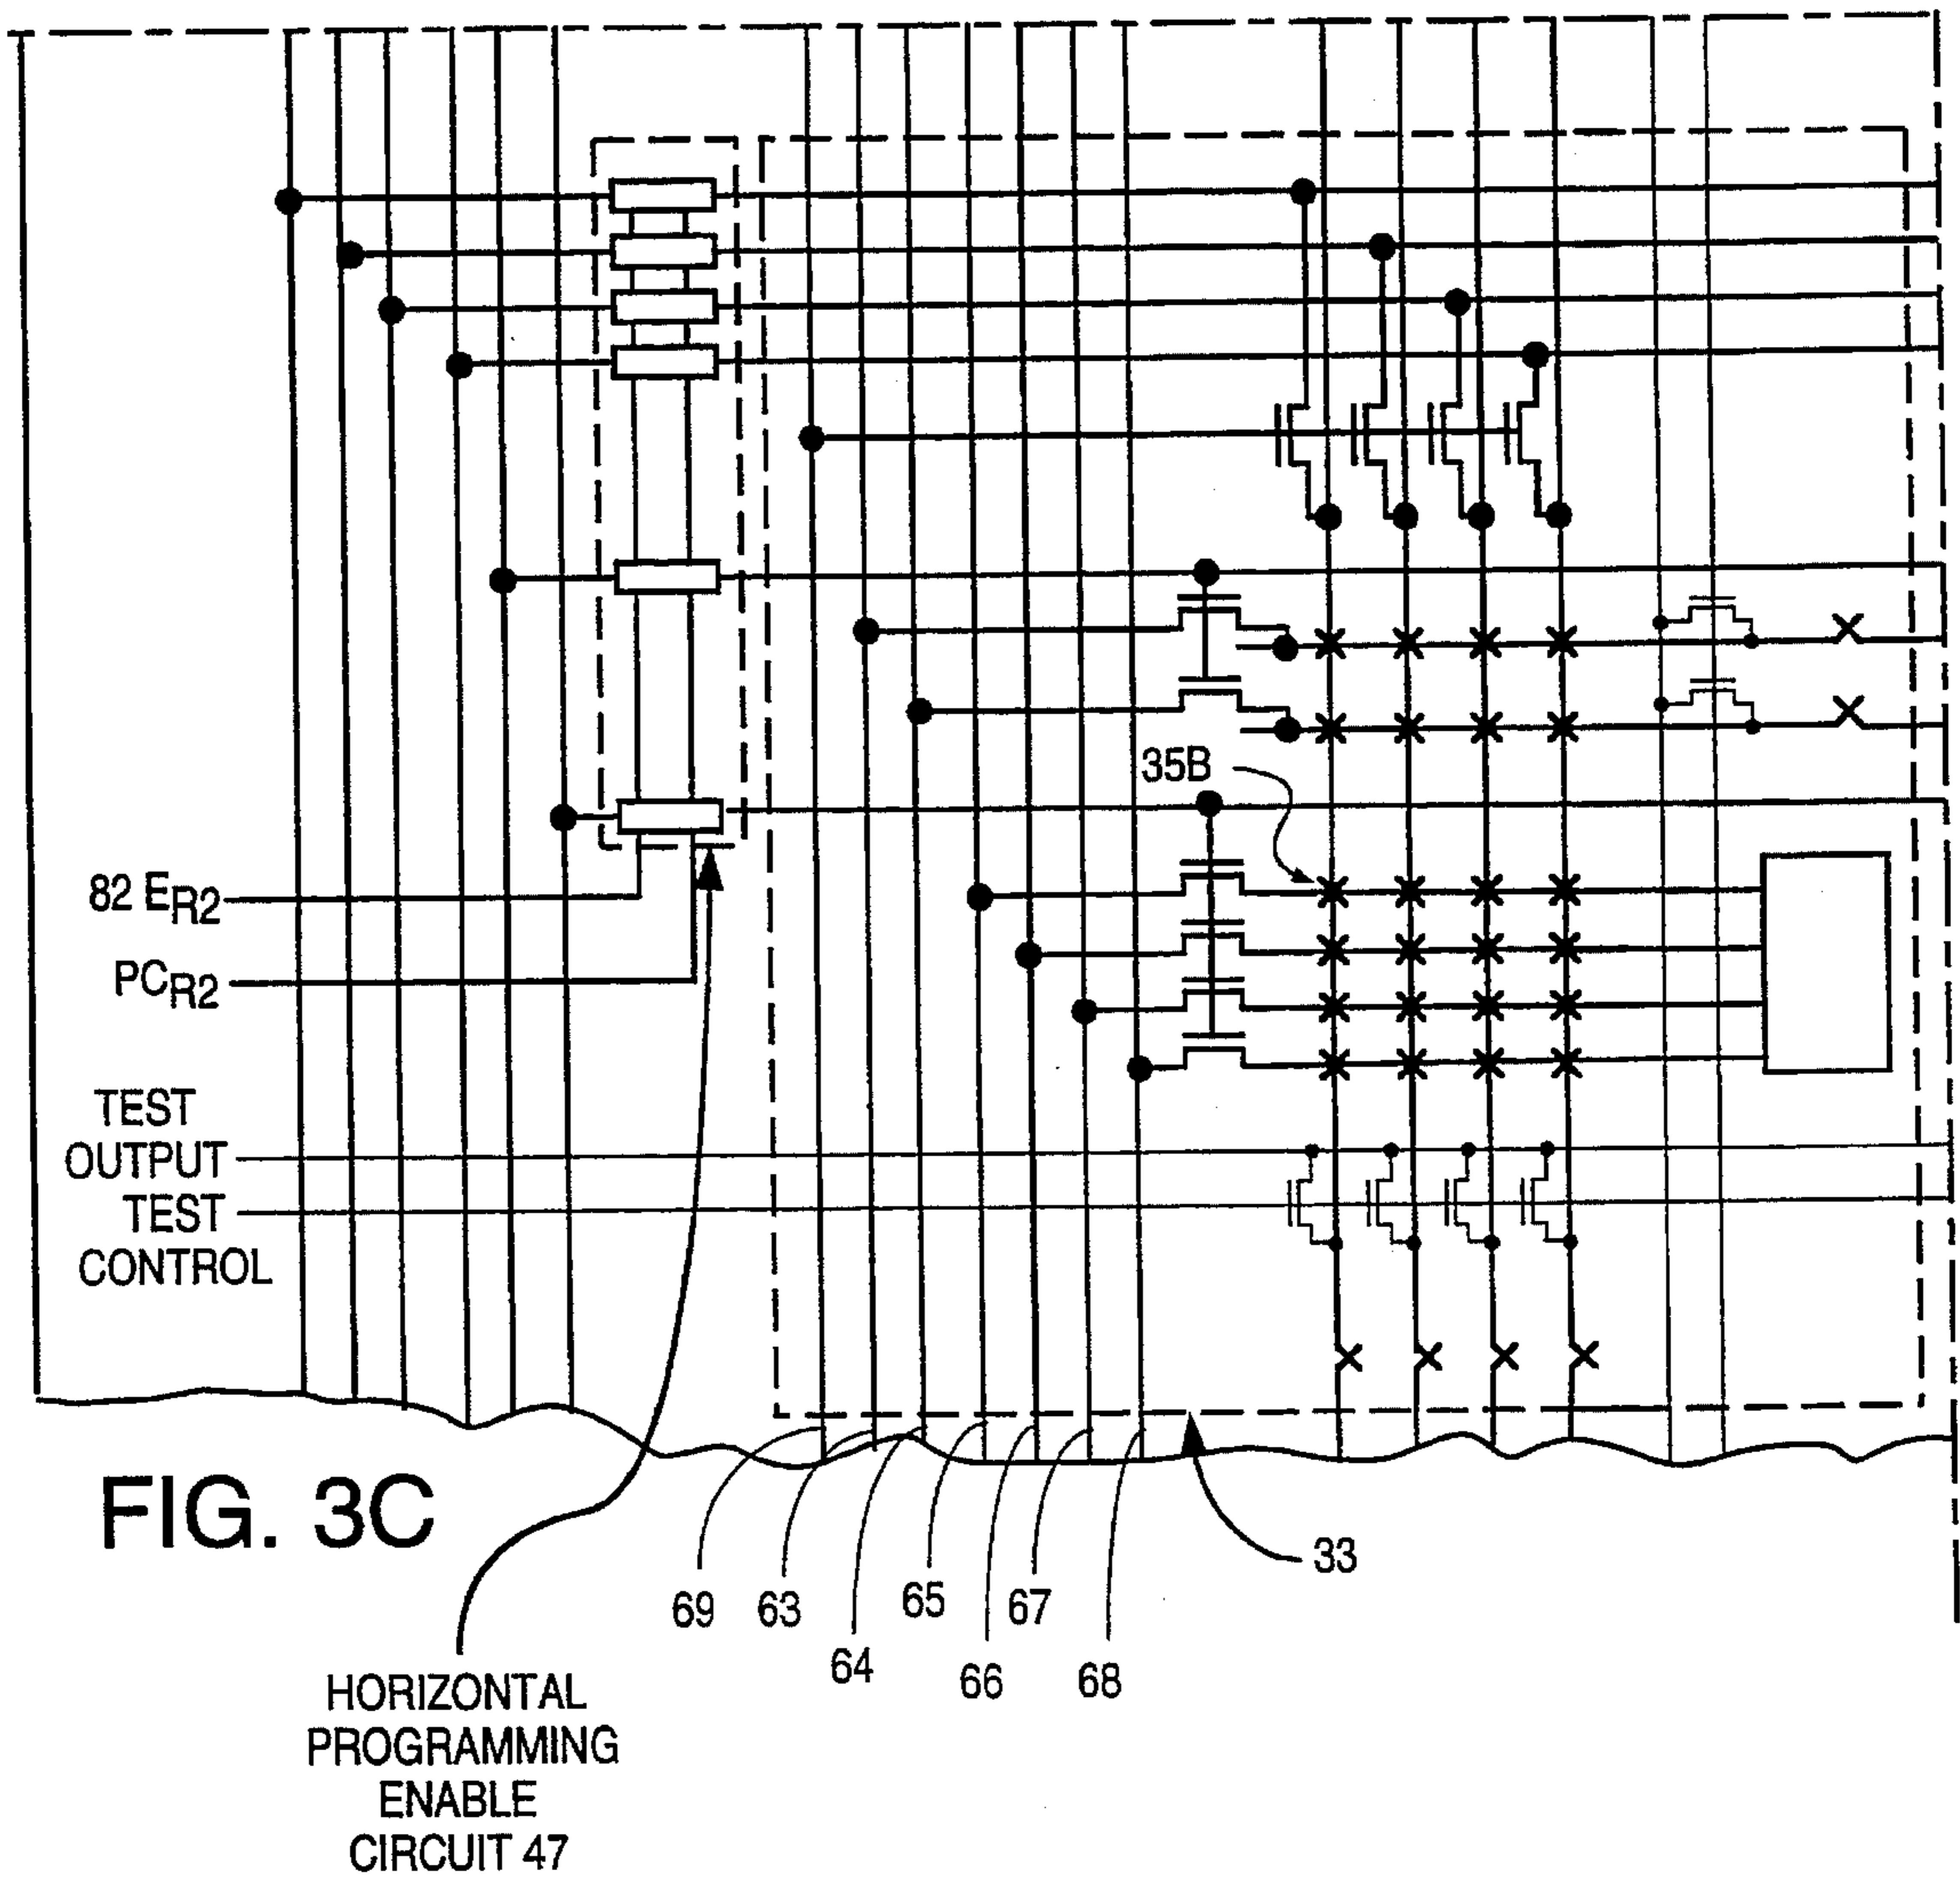 35B
82 ER2
PCR2
TEST
OUTPUT
TEST
CONTROL
FIG. 3C
33
69
63
65
67
64
66
68
HORIZONTAL
PROGRAMMING
ENABLE
CIRCUIT 47